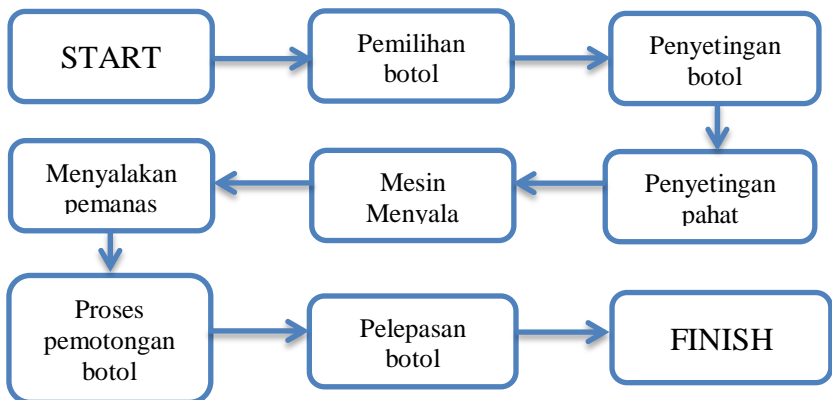 START
Pemilihan
botol
Penyetingan
botol
Penyetingan
pahat
Mesin
Menyala
Menyalakan
pemanas
Proses
pemotongan
botol
Pelepasan
botol
FINISH